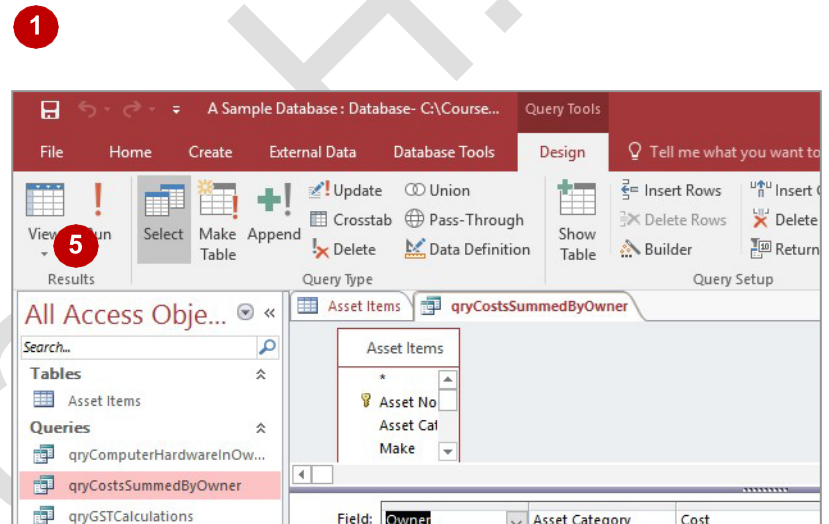 1
A Sample Database : Database- C:\Course... Query Tools
File Home Create External Data Database Tools Design Tell me what you want to
Update Union Insert Rows Insert
View Run Select Make Table Append Crosstab Pass-Through Show Table Delete Rows Delete
5 Delete Data Definition Builder Return
Results Query Type Query Setup
All Access Obje... «
Asset Items qryCostsSummedByOwner
Search...
Asset Items
Tables
*
Asset Items
Asset No
Asset Cat
Queries
Make
qryComputerHardwareInOw...
qryCostsSummedByOwner
qryGSTCalculations
Field: Owner Asset Category Cost